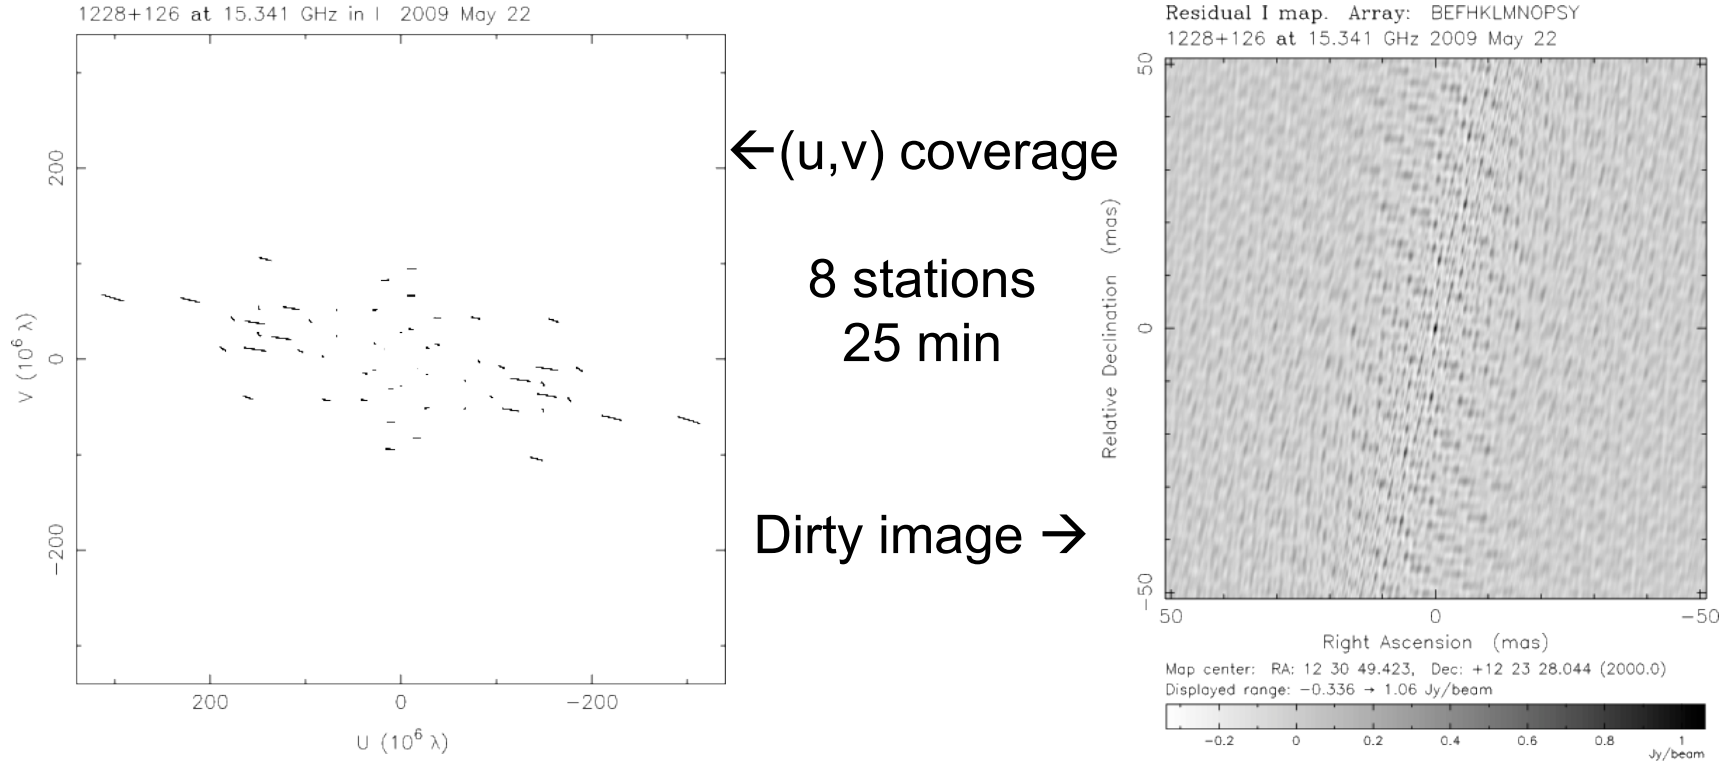 1228+126 at 15.341 GHz in I 2009 May 22
200
0
−200
V (10⁶ λ)
200
0
−200
U (10⁶ λ)
←(u,v) coverage
8 stations
25 min
Dirty image →
Residual I map. Array: BEFHKLMNOPSY
1228+126 at 15.341 GHz 2009 May 22
50
0
−50
Relative Declination (mas)
50
0
−50
Right Ascension (mas)
Map center: RA: 12 30 49.423, Dec: +12 23 28.044 (2000.0)
Displayed range: −0.336 → 1.06 Jy/beam
−0.2
0
0.2
0.4
0.6
0.8
1
Jy/beam